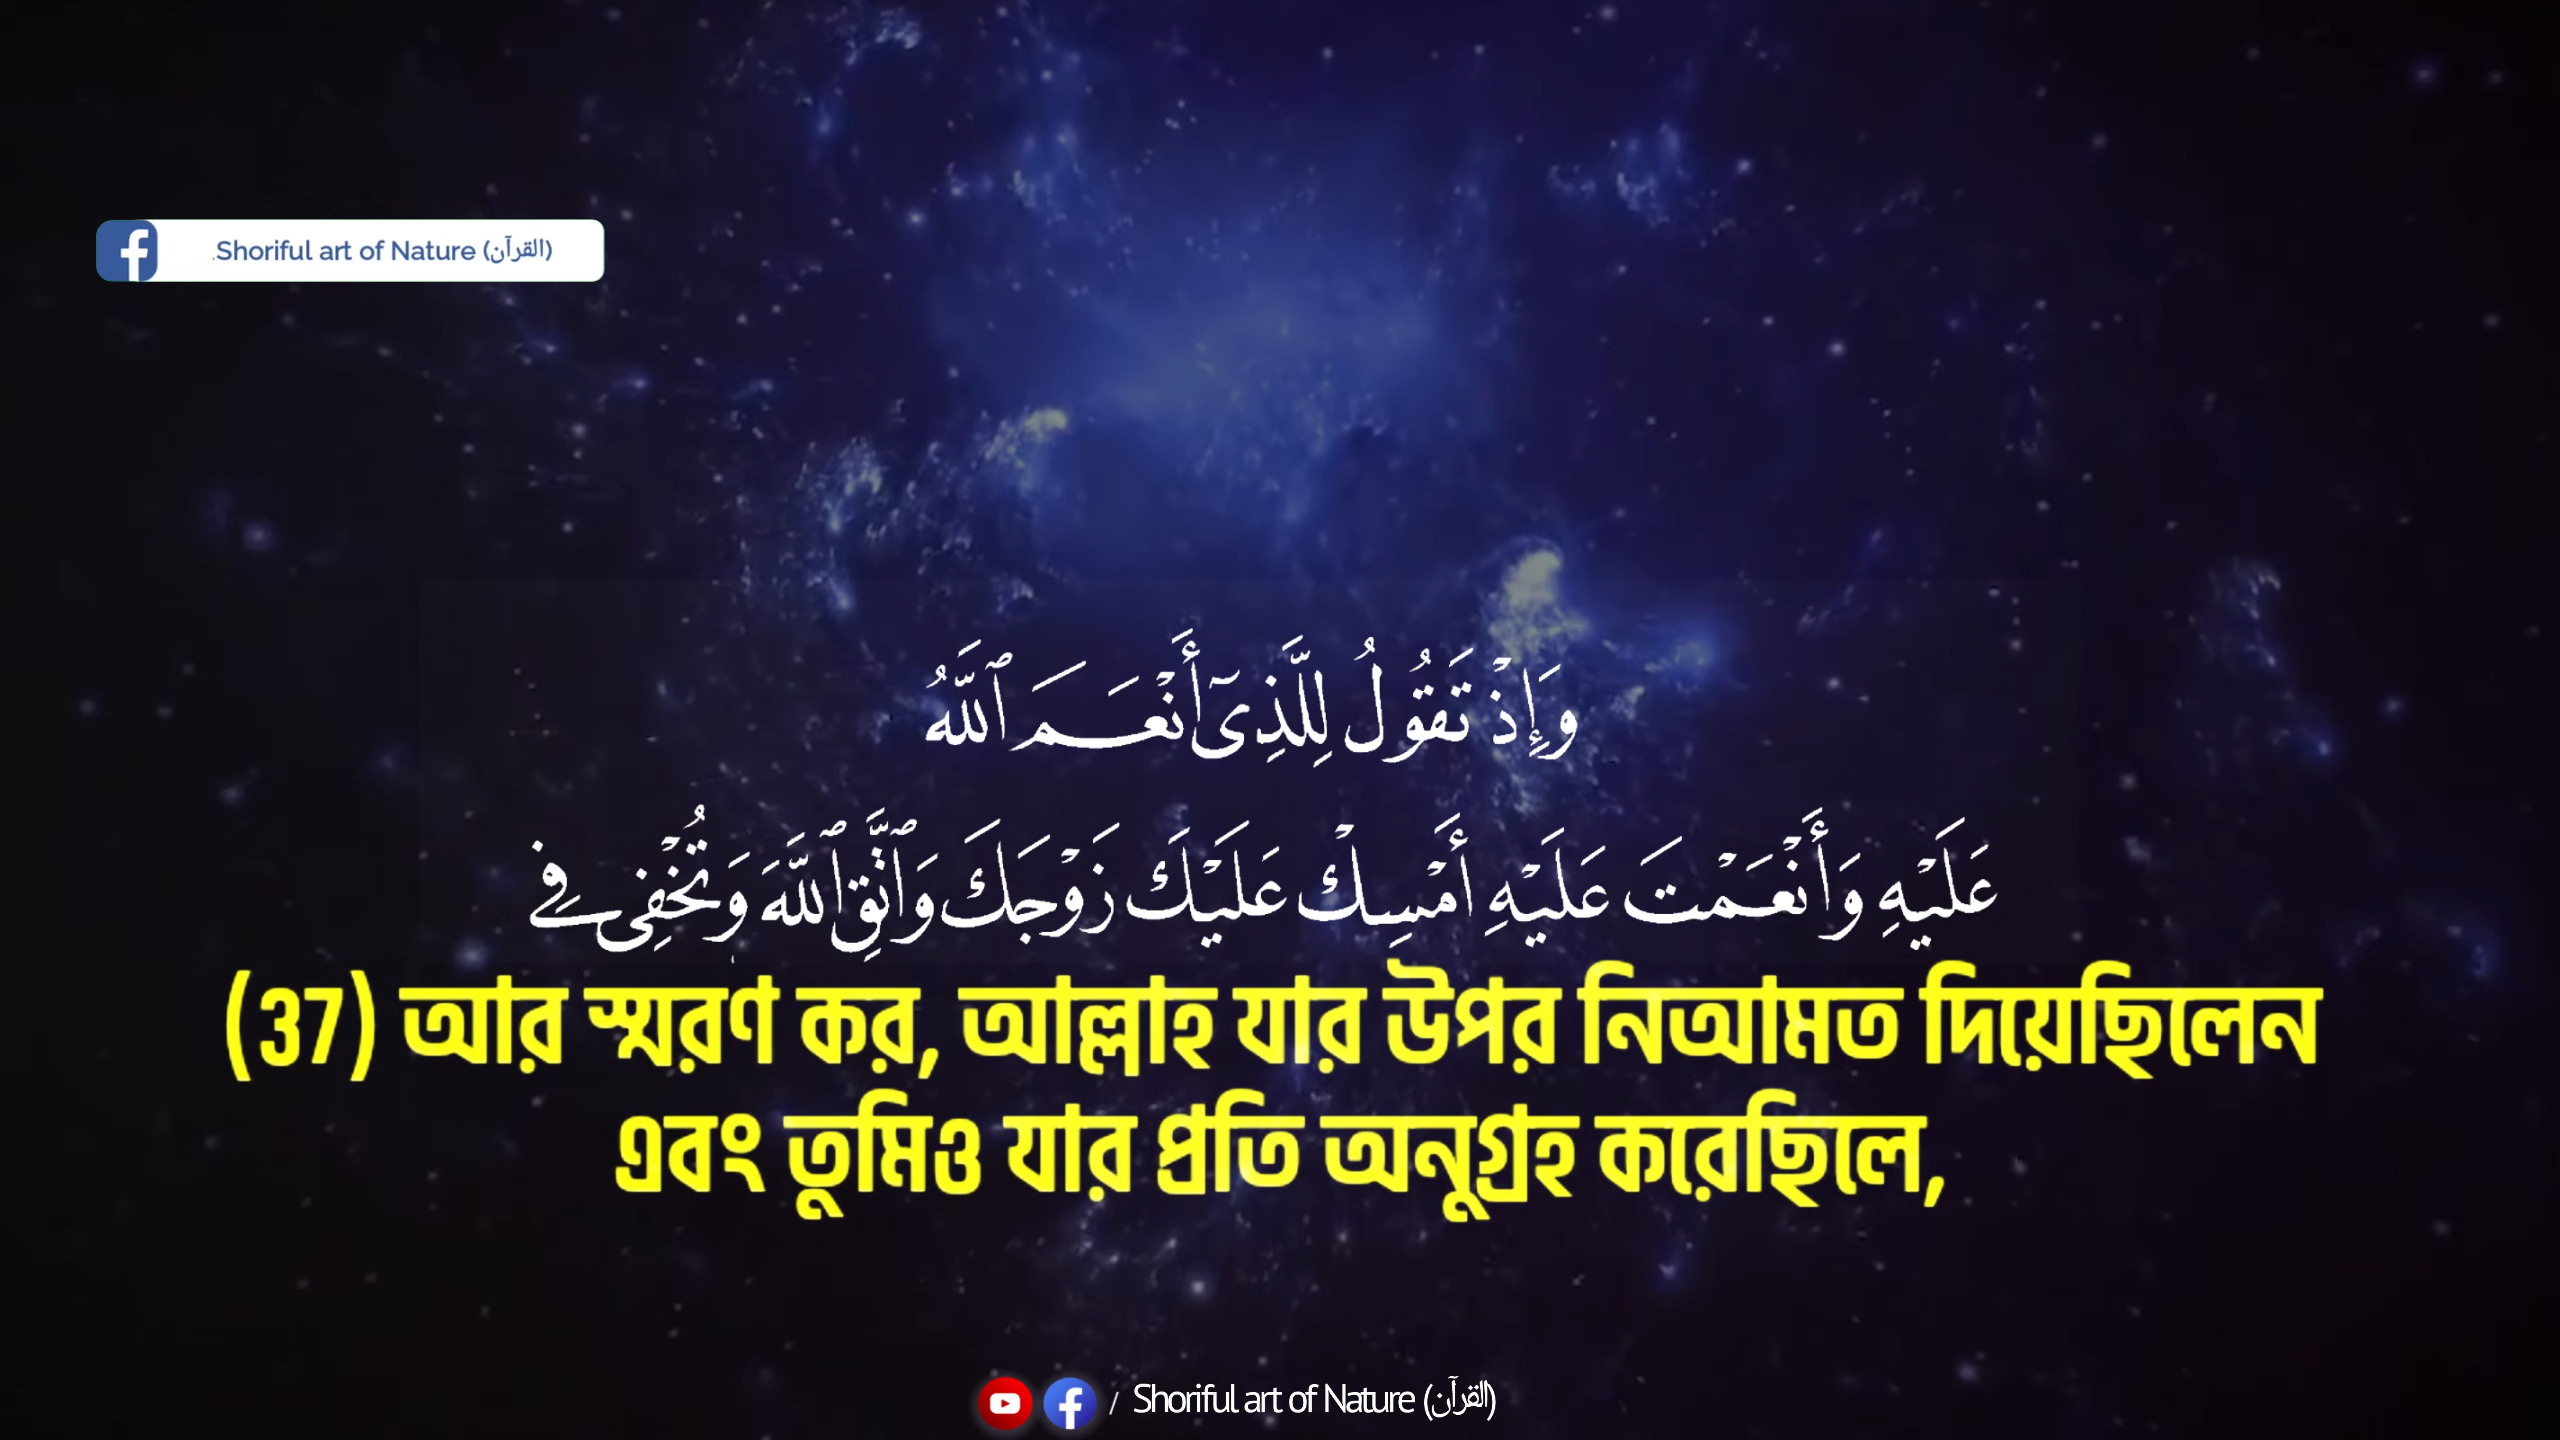 .Shoriful art of Nature (القرآن)
وَإِذْ تَقُولُ لِلَّذِىٓ أَنْعَمَ ٱللَّهُ
عَلَيْهِ وَأَنْعَمْتَ عَلَيْهِ أَمْسِكْ عَلَيْكَ زَوْجَكَ وَٱتَّقِ ٱللَّهَ وَتُخْفِى فِى
(37) আর স্মরণ কর, আল্লাহ যার উপর নিআমত দিয়েছিলেন
এবং তুমিও যার প্রতি অনুগ্রহ করেছিলে,
/ Shoriful art of Nature (القرآن)